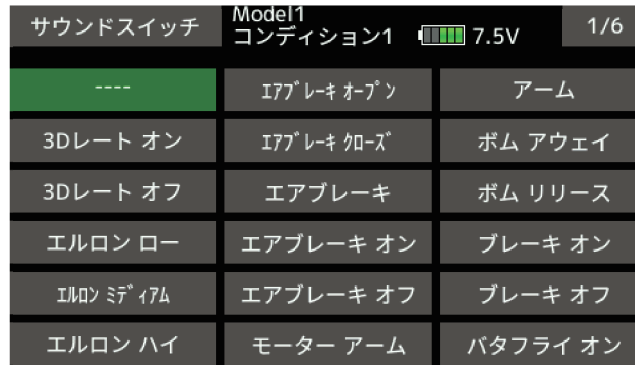 サウンドスイッチ
Model1
コンディション1
7.5V
1/6
----
ｴｱﾌﾞﾚｰｷ ｵｰﾌﾟﾝ
アーム
3Dレート オン
ｴｱﾌﾞﾚｰｷ ｸﾛｰｽﾞ
ボム アウェイ
3Dレート オフ
エアブレーキ
ボム リリース
エルロン ロー
エアブレーキ オン
ブレーキ オン
ｴﾙﾛﾝ ﾐﾃﾞｨｱﾑ
エアブレーキ オフ
ブレーキ オフ
エルロン ハイ
モーター アーム
バタフライ オン